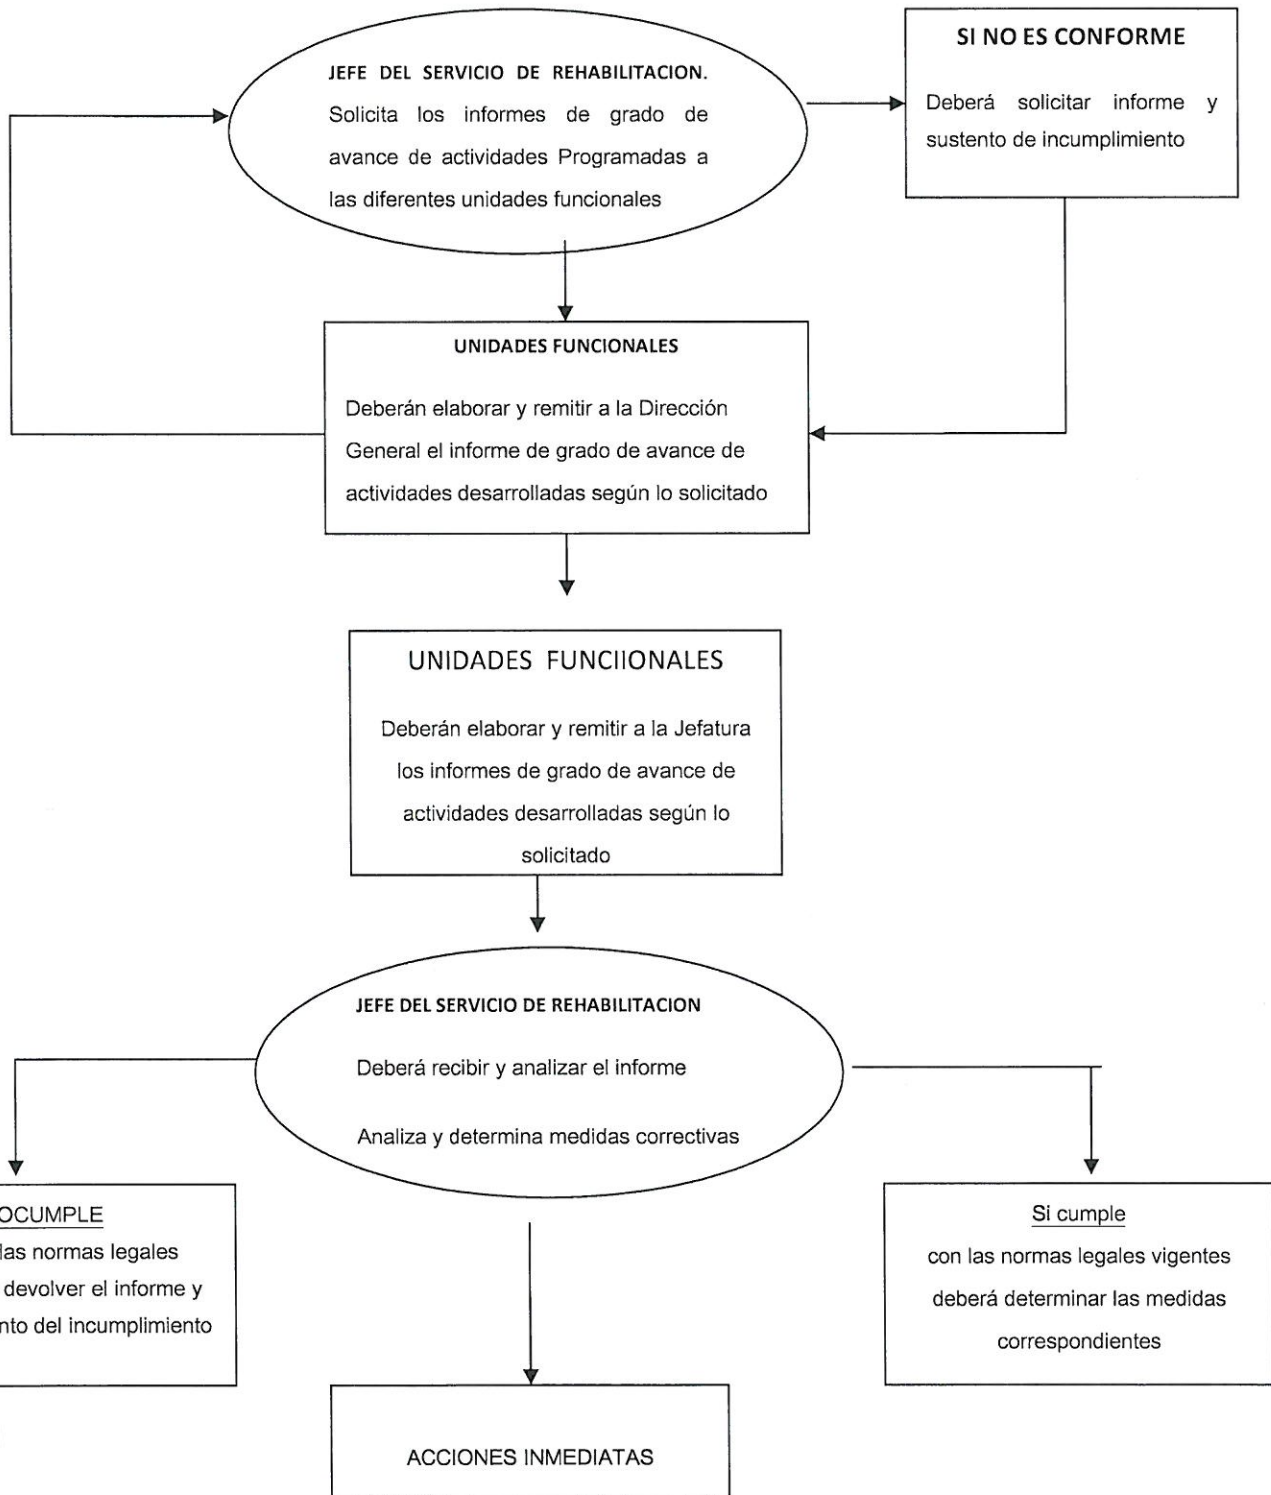 JEFE DEL SERVICIO DE REHABILITACION.
Solicita los informes de grado de
avance de actividades Programadas a
las diferentes unidades funcionales
SI NO ES CONFORME
Deberá solicitar informe y
sustento de incumplimiento
UNIDADES FUNCIONALES
Deberán elaborar y remitir a la Dirección
General el informe de grado de avance de
actividades desarrolladas según lo solicitado
UNIDADES FUNCIIONALES
Deberán elaborar y remitir a la Jefatura
los informes de grado de avance de
actividades desarrolladas según lo
solicitado
JEFE DEL SERVICIO DE REHABILITACION
Deberá recibir y analizar el informe
Analiza y determina medidas correctivas
OCUMPLE
las normas legales
devolver el informe y
nto del incumplimiento
Si cumple
con las normas legales vigentes
deberá determinar las medidas
correspondientes
ACCIONES INMEDIATAS